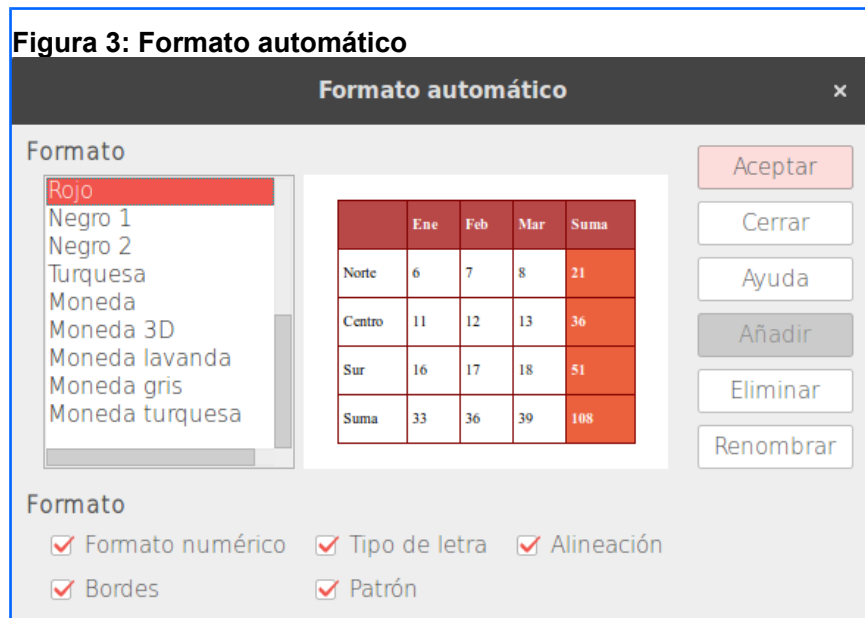 Figura 3: Formato automático
Formato automático ×
Formato
Rojo
Negro 1
Negro 2
Turquesa
Moneda
Moneda 3D
Moneda lavanda
Moneda gris
Moneda turquesa
Ene Feb Mar Suma
Norte 6 7 8 21
Centro 11 12 13 36
Sur 16 17 18 51
Suma 33 36 39 108
Aceptar
Cerrar
Ayuda
Añadir
Eliminar
Renombrar
Formato
Formato numérico Tipo de letra Alineación
Bordes Patrón